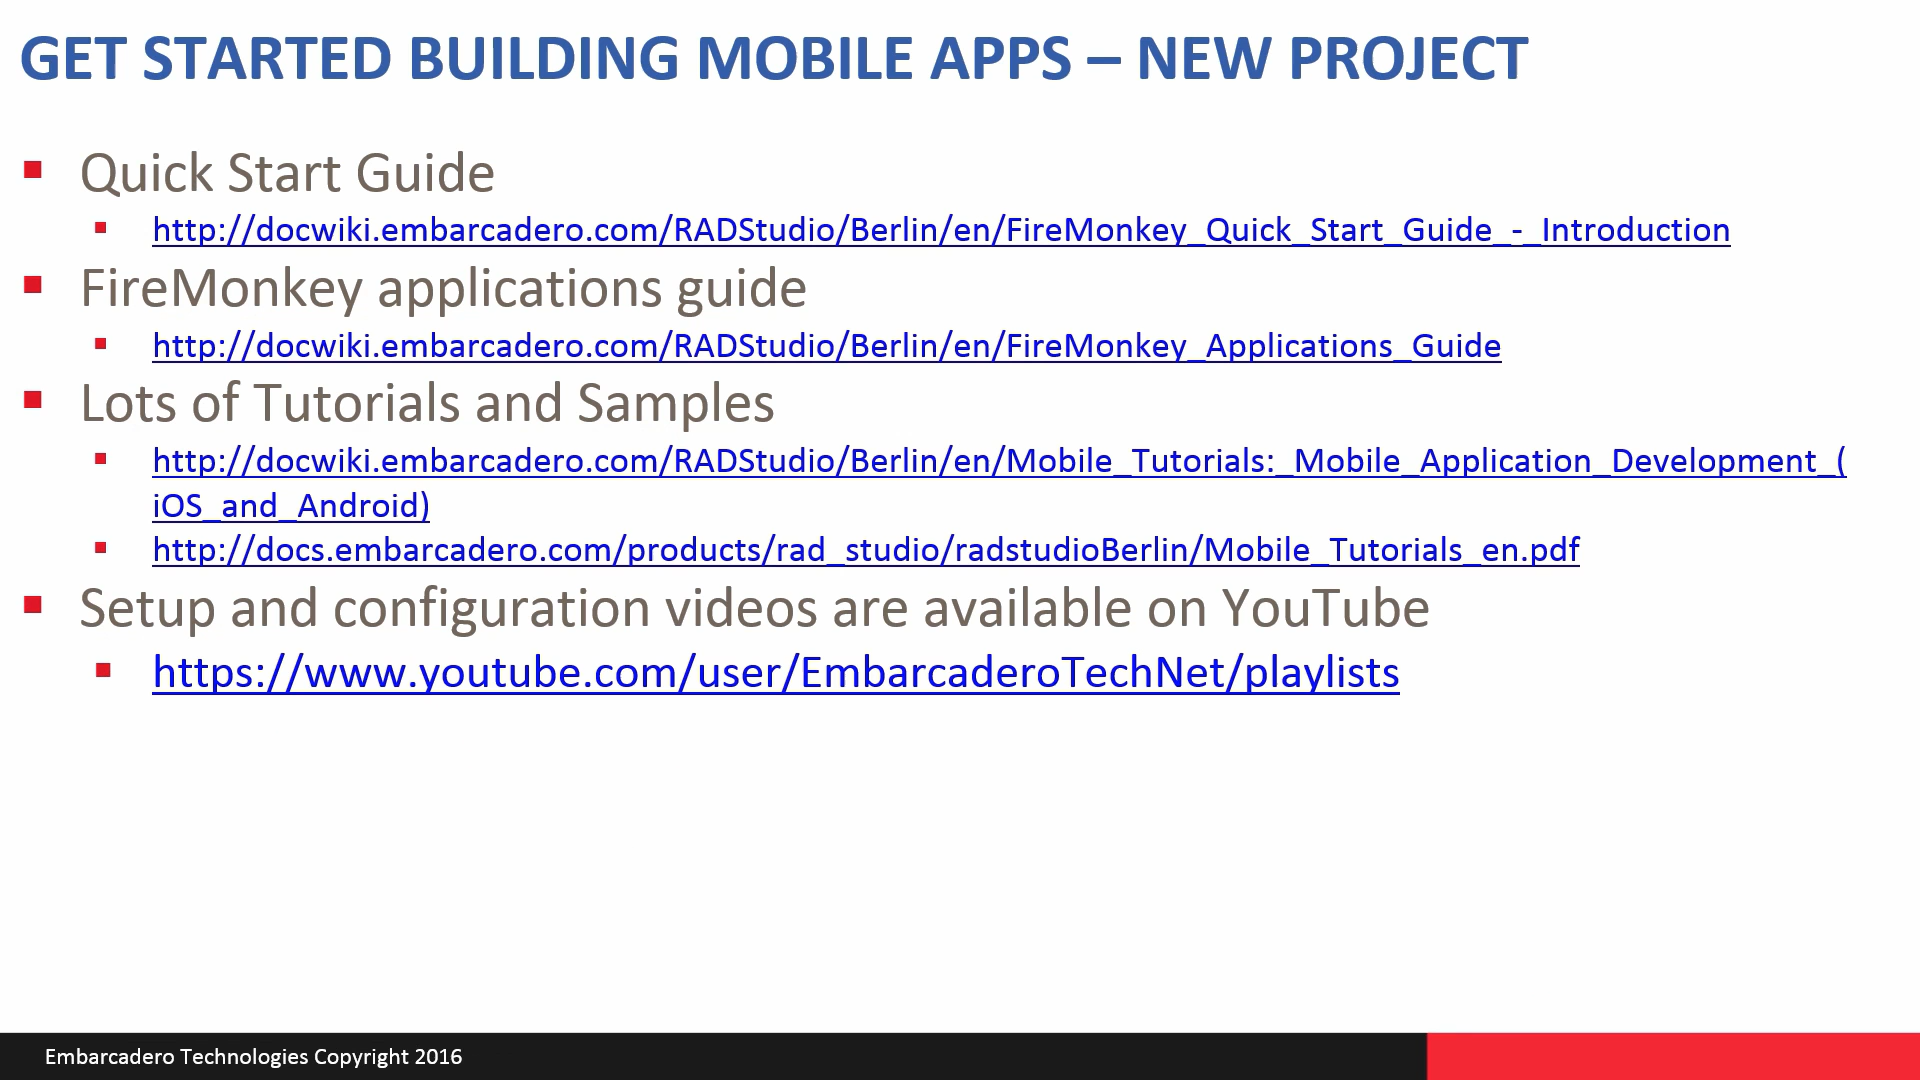 GET STARTED BUILDING MOBILE APPS – NEW PROJECT
Quick Start Guide
http://docwiki.embarcadero.com/RADStudio/Berlin/en/FireMonkey_Quick_Start_Guide_-_Introduction
FireMonkey applications guide
http://docwiki.embarcadero.com/RADStudio/Berlin/en/FireMonkey_Applications_Guide
Lots of Tutorials and Samples
http://docwiki.embarcadero.com/RADStudio/Berlin/en/Mobile_Tutorials:_Mobile_Application_Development_(
iOS_and_Android)
http://docs.embarcadero.com/products/rad_studio/radstudioBerlin/Mobile_Tutorials_en.pdf
Setup and configuration videos are available on YouTube
https://www.youtube.com/user/EmbarcaderoTechNet/playlists
Embarcadero Technologies Copyright 2016